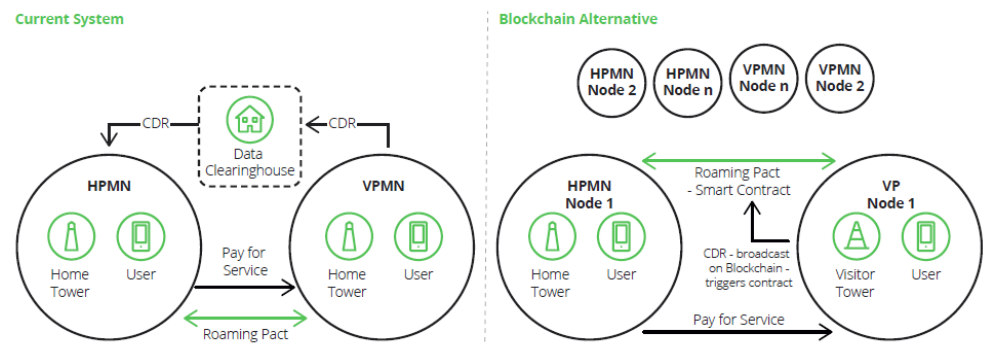 Current System
CDR
CDR
Data
Clearinghouse
HPMN
VPMN
Home
Tower
User
Pay for
Service
Home
Tower
User
Roaming Pact
Blockchain Alternative
HPMN
Node 2
HPMN
Node n
VPMN
Node n
VPMN
Node 2
HPMN
Node 1
Roaming Pact
- Smart Contract
VP
Node 1
Home
Tower
User
CDR - broadcast
on Blockchain -
triggers contract
Visitor
Tower
User
Pay for Service